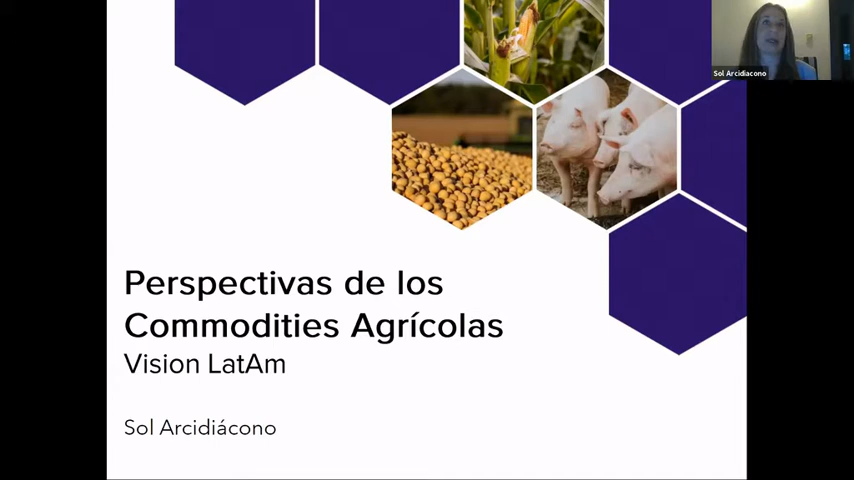 Sol Arcidiacono
Perspectivas de los
Commodities Agrícolas
Vision LatAm
Sol Arcidiácono